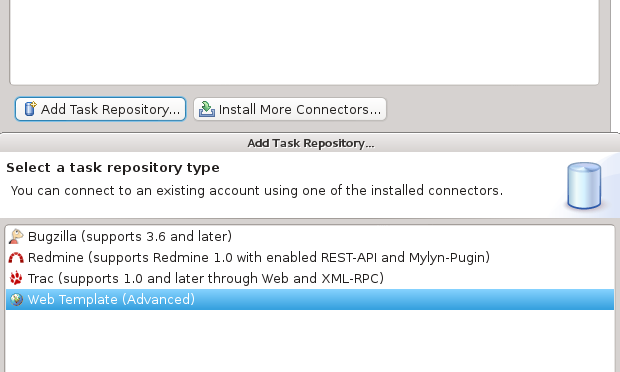 Add Task Repository... Install More Connectors...
Add Task Repository...
Select a task repository type
You can connect to an existing account using one of the installed connectors.
Bugzilla (supports 3.6 and later)
Redmine (supports Redmine 1.0 with enabled REST-API and Mylyn-Pugin)
Trac (supports 1.0 and later through Web and XML-RPC)
Web Template (Advanced)